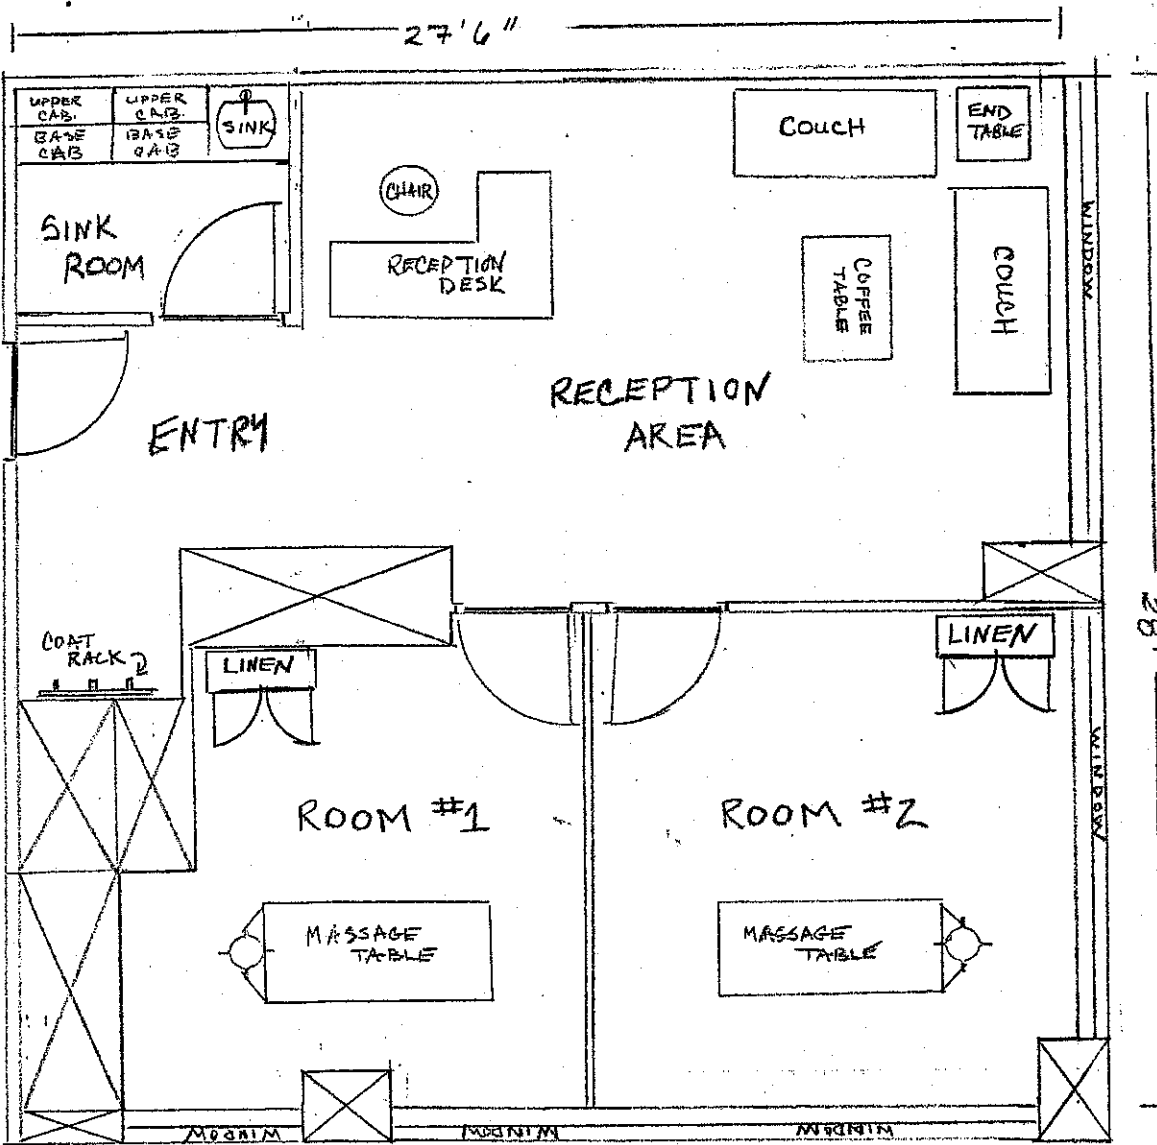 27'6"
UPPER
CAB.
UPPER
CAB.
SINK
BASE
CAB
BASE
CAB
COUCH
END
TABLE
CHAIR
SINK
ROOM
RECEPTION
DESK
COFFEE
TABLE
COUCH
WINDOW
ENTRY
RECEPTION
AREA
28'
COAT
RACK
LINEN
LINEN
ROOM #1
ROOM #2
WINDOW
MASSAGE
TABLE
MASSAGE
TABLE
WINDOW
WINDOW
WINDOW